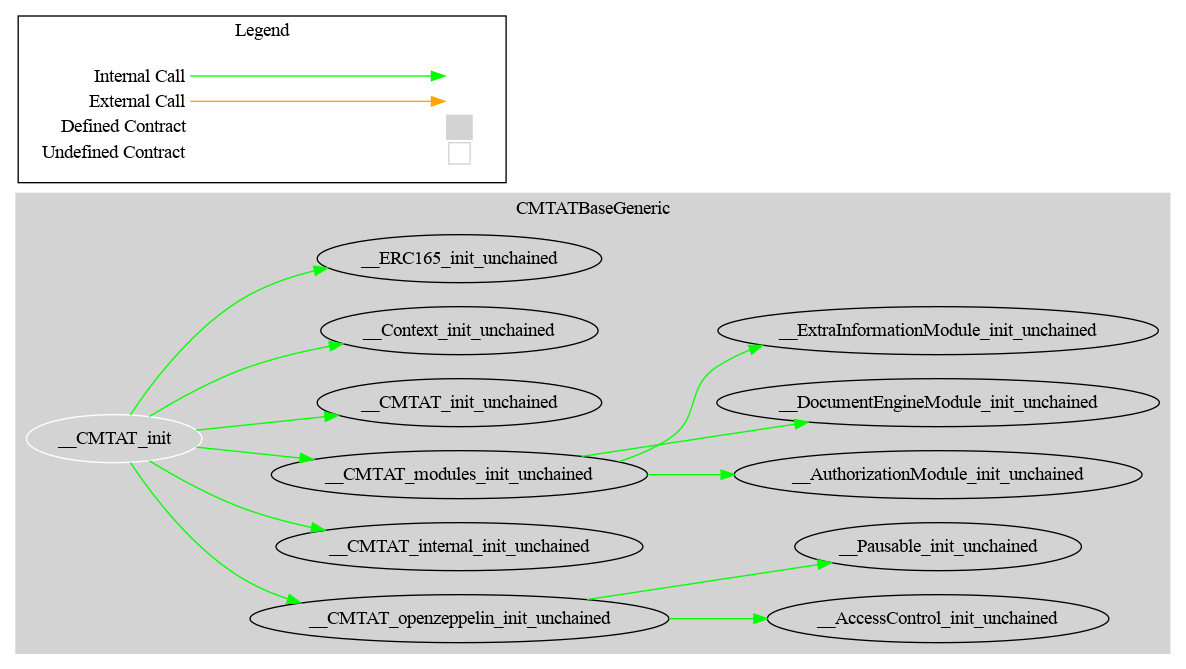 Legend
Internal Call
External Call
Defined Contract
Undefined Contract
CMTATBaseGeneric
__ERC165_init_unchained
__Context_init_unchained
__ExtraInformationModule_init_unchained
__CMTAT_init_unchained
__DocumentEngineModule_init_unchained
__CMTAT_init
__CMTAT_modules_init_unchained
__AuthorizationModule_init_unchained
__CMTAT_internal_init_unchained
__Pausable_init_unchained
__CMTAT_openzeppelin_init_unchained
__AccessControl_init_unchained